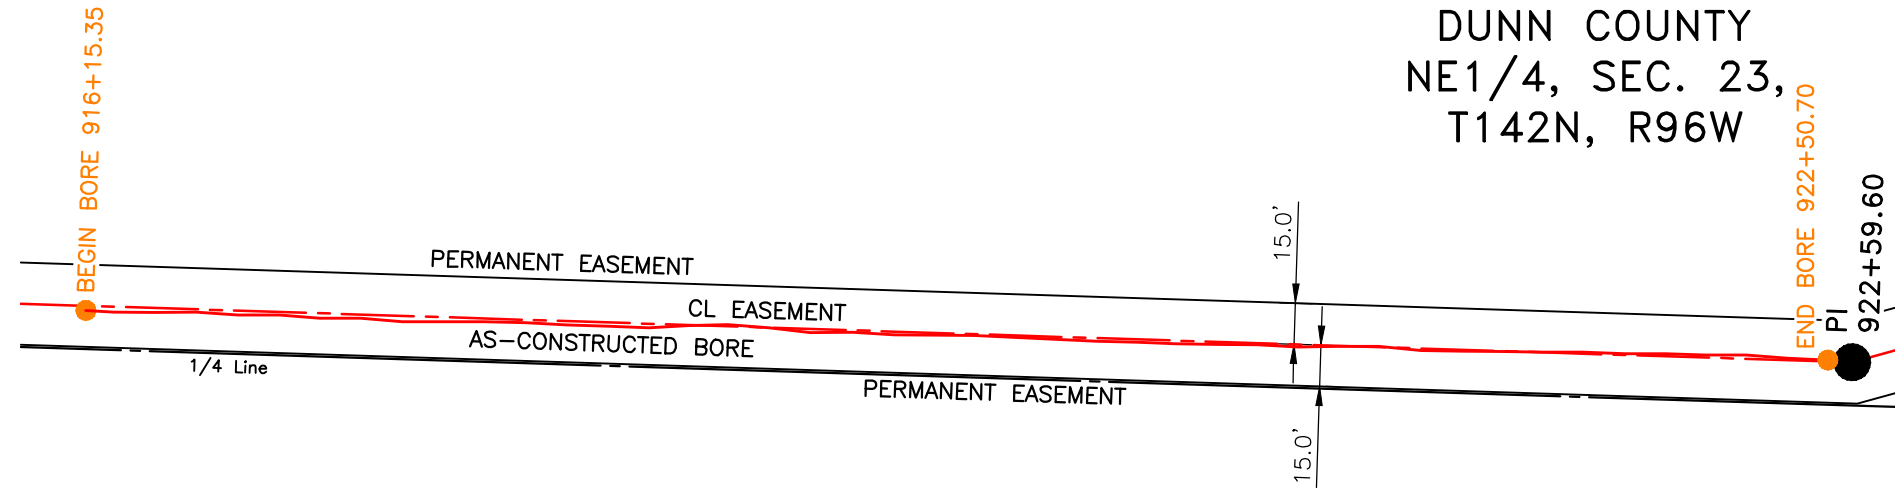 DUNN COUNTY
NE1/4, SEC. 23,
T142N, R96W
BEGIN BORE 916+15.35
END BORE 922+50.70
PI
922+59.60
PERMANENT EASEMENT
15.0'
CL EASEMENT
AS-CONSTRUCTED BORE
1/4 Line
PERMANENT EASEMENT
15.0'